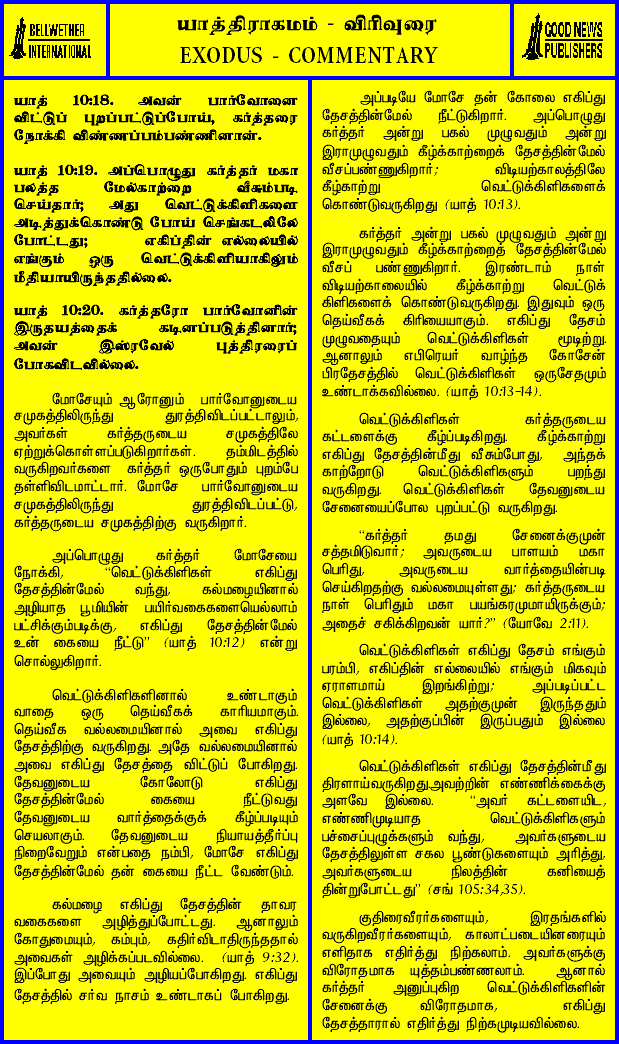 BELLWETHER
INTERNATIONAL
யாத்திராகமம் - விரிவுரை
EXODUS - COMMENTARY
GOOD NEWS
PUBLISHERS
யாத் 10:18. அவன் பார்வோனை
விட்டுப் புறப்பட்டுப்போய், கர்த்தரை
நோக்கி விண்ணப்பம்பண்ணினான்.
யாத் 10:19. அப்பொழுது கர்த்தர் மகா
பலத்த மேல்காற்றை வீசும்படி
செய்தார்; அது வெட்டுக்கிளிகளை
அடித்துக்கொண்டு போய் செங்கடலிலே
போட்டது; எகிப்தின் எல்லையில்
எங்கும் ஒரு வெட்டுக்கிளியாகிலும்
மீதியாயிருந்ததில்லை.
யாத் 10:20. கர்த்தரோ பார்வோனின்
இருதயத்தைக் கடினப்படுத்தினார்;
அவன் இஸ்ரவேல் புத்திரரைப்
போகவிடவில்லை.
மோசேயும் ஆரோனும் பார்வோனுடைய
சமுகத்திலிருந்து துரத்திவிடப்பட்டாலும்,
அவர்கள் கர்த்தருடைய சமுகத்திலே
ஏற்றுக்கொள்ளப்படுகிறார்கள். தம்மிடத்தில்
வருகிறவர்களை கர்த்தர் ஒருபோதும் புறம்பே
தள்ளிவிடமாட்டார். மோசே பார்வோனுடைய
சமுகத்திலிருந்து துரத்திவிடப்பட்டு,
கர்த்தருடைய சமுகத்திற்கு வருகிறார்.
அப்பொழுது கர்த்தர் மோசேயை
நோக்கி, “வெட்டுக்கிளிகள் எகிப்து
தேசத்தின்மேல் வந்து, கல்மழையினால்
அழியாத பூமியின் பயிர்வகைகளையெல்லாம்
பட்சிக்கும்படிக்கு, எகிப்து தேசத்தின்மேல்
உன் கையை நீட்டு” (யாத் 10:12) என்று
சொல்லுகிறார்.
வெட்டுக்கிளிகளினால் உண்டாகும்
வாதை ஒரு தெய்வீகக் காரியமாகும்.
தெய்வீக வல்லமையினால் அவை எகிப்து
தேசத்திற்கு வருகிறது. அதே வல்லமையினால்
அவை எகிப்து தேசத்தை விட்டுப் போகிறது.
தேவனுடைய கோலோடு எகிப்து
தேசத்தின்மேல் கையை நீட்டுவது
தேவனுடைய வார்த்தைக்குக் கீழ்ப்படியும்
செயலாகும். தேவனுடைய நியாயத்தீர்ப்பு
நிறைவேறும் என்பதை நம்பி, மோசே எகிப்து
தேசத்தின்மேல் தன் கையை நீட்ட வேண்டும்.
கல்மழை எகிப்து தேசத்தின் தாவர
வகைகளை அழித்துப்போட்டது. ஆனாலும்
கோதுமையும், கம்பும், கதிர்விடாதிருந்ததால்
அவைகள் அழிக்கப்படவில்லை. (யாத் 9:32).
இப்போது அவையும் அழியப்போகிறது. எகிப்து
தேசத்தில் சர்வ நாசம் உண்டாகப் போகிறது.
அப்படியே மோசே தன் கோலை எகிப்து
தேசத்தின்மேல் நீட்டுகிறார். அப்பொழுது
கர்த்தர் அன்று பகல் முழுவதும் அன்று
இராமுழுவதும் கீழ்க்காற்றைக் தேசத்தின்மேல்
வீசப்பண்ணுகிறார்; விடியற்காலத்திலே
கீழ்காற்று வெட்டுக்கிளிகளைக்
கொண்டுவருகிறது (யாத் 10:13).
கர்த்தர் அன்று பகல் முழுவதும் அன்று
இராமுழுவதும் கீழ்க்காற்றைத் தேசத்தின்மேல்
வீசப் பண்ணுகிறார். இரண்டாம் நாள்
விடியற்காலையில் கீழ்க்காற்று வெட்டுக்
கிளிகளைக் கொண்டுவருகிறது. இதுவும் ஒரு
தெய்வீகக் கிரியையாகும். எகிப்து தேசம்
முழுவதையும் வெட்டுக்கிளிகள் மூடிற்று.
ஆனாலும் எபிரெயர் வாழ்ந்த கோசேன்
பிரதேசத்தில் வெட்டுக்கிளிகள் ஒருசேதமும்
உண்டாக்கவில்லை. (யாத் 10:13-14).
வெட்டுக்கிளிகள் கர்த்தருடைய
கட்டளைக்கு கீழ்ப்படிகிறது. கீழ்க்காற்று
எகிப்து தேசத்தின்மீது வீசும்போது, அந்தக்
காற்றோடு வெட்டுக்கிளிகளும் பறந்து
வருகிறது. வெட்டுக்கிளிகள் தேவனுடைய
சேனையைப்போல புறப்பட்டு வருகிறது.
“கர்த்தர் தமது சேனைக்குமுன்
சத்தமிடுவார்; அவருடைய பாளயம் மகா
பெரிது, அவருடைய வார்த்தையின்படி
செய்கிறதற்கு வல்லமையுள்ளது; கர்த்தருடைய
நாள் பெரிதும் மகா பயங்கரமுமாயிருக்கும்;
அதைச் சகிக்கிறவன் யார்?” (யோவே 2:11).
வெட்டுக்கிளிகள் எகிப்து தேசம் எங்கும்
பரம்பி, எகிப்தின் எல்லையில் எங்கும் மிகவும்
ஏராளமாய் இறங்கிற்று; அப்படிப்பட்ட
வெட்டுக்கிளிகள் அதற்குமுன் இருந்ததும்
இல்லை, அதற்குப்பின் இருப்பதும் இல்லை
(யாத் 10:14).
வெட்டுக்கிளிகள் எகிப்து தேசத்தின்மீது
திரளாய்வருகிறது.அவற்றின் எண்ணிக்கைக்கு
அளவே இல்லை. “அவர் கட்டளையிட,
எண்ணிமுடியாத வெட்டுக்கிளிகளும்
பச்சைப்புழுக்களும் வந்து, அவர்களுடைய
தேசத்திலுள்ள சகல பூண்டுகளையும் அரித்து,
அவர்களுடைய நிலத்தின் கனியைத்
தின்றுபோட்டது” (சங் 105:34,35).
குதிரைவீரர்களையும், இரதங்களில்
வருகிறவீரர்களையும், காலாட்படையினரையும்
எளிதாக எதிர்த்து நிற்கலாம். அவர்களுக்கு
விரோதமாக யுத்தம்பண்ணலாம். ஆனால்
கர்த்தர் அனுப்புகிற வெட்டுக்கிளிகளின்
சேனைக்கு விரோதமாக, எகிப்து
தேசத்தாரால் எதிர்த்து நிற்கமுடியவில்லை.